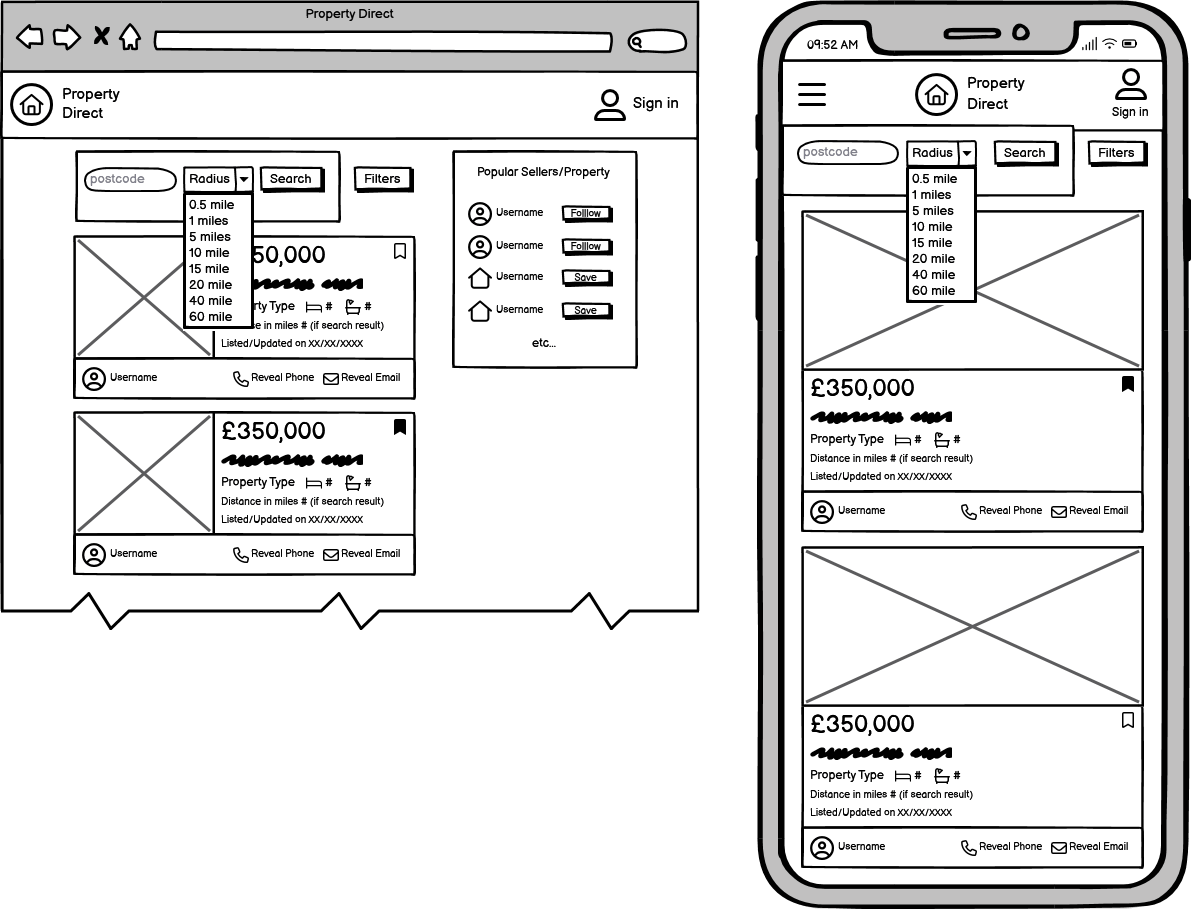 Property Direct
Property
Direct
Sign in
postcode
Radius
Search
Filters
0.5 mile
1 miles
5 miles
10 mile
15 mile
20 mile
40 mile
60 mile
50,000
rty Type # #
e in miles # (if search result)
Listed/Updated on XX/XX/XXXX
Username
Reveal Phone
Reveal Email
£350,000
Property Type # #
Distance in miles # (if search result)
Listed/Updated on XX/XX/XXXX
Username
Reveal Phone
Reveal Email
Popular Sellers/Property
Username
Folllow
Username
Folllow
Username
Save
Username
Save
etc...
09:52 AM
Property
Direct
Sign in
postcode
Radius
Search
Filters
0.5 mile
1 miles
5 miles
10 mile
15 mile
20 mile
40 mile
60 mile
£350,000
Property Type # #
Distance in miles # (if search result)
Listed/Updated on XX/XX/XXXX
Username
Reveal Phone
Reveal Email
£350,000
Property Type # #
Distance in miles # (if search result)
Listed/Updated on XX/XX/XXXX
Username
Reveal Phone
Reveal Email